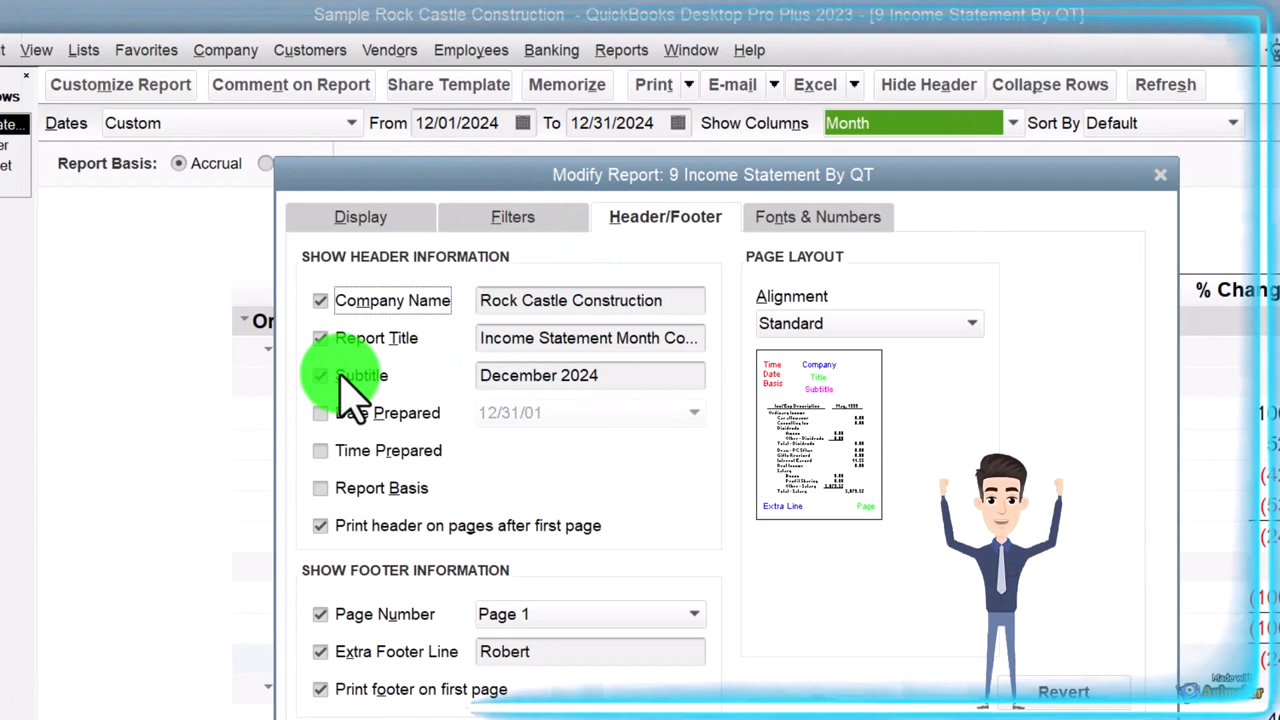 Sample Rock Castle Construction - QuickBooks Desktop Pro Plus 2023 - [9 Income Statement By QT]
t View Lists Favorites Company Customers Vendors Employees Banking Reports Window Help
Customize Report Comment on Report Share Template Memorize Print E-mail Excel Hide Header Collapse Rows Refresh
Dates Custom From 12/01/2024 To 12/31/2024 Show Columns Month Sort By Default
Report Basis: Accrual
Modify Report: 9 Income Statement By QT
Display Filters Header/Footer Fonts & Numbers
SHOW HEADER INFORMATION
Company Name Rock Castle Construction
Report Title Income Statement Month Co...
Subtitle December 2024
Prepared 12/31/01
Time Prepared
Report Basis
Print header on pages after first page
SHOW FOOTER INFORMATION
Page Number Page 1
Extra Footer Line Robert
Print footer on first page
PAGE LAYOUT
Alignment
Standard
Time Company
Date Title
Basis Subtitle
Extra Line Page
% Chang
Or
Revert
Made with
Animaker